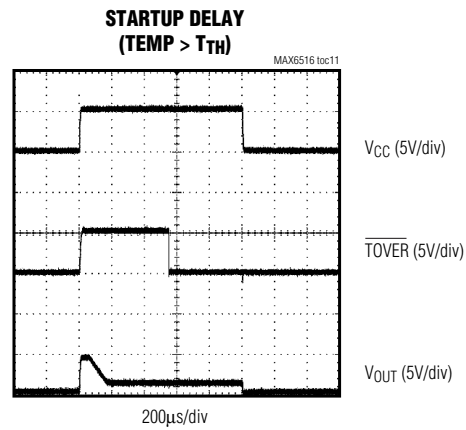 STARTUP DELAY
(TEMP > TTH)
MAX6516 toc11
VCC (5V/div)
TOVER (5V/div)
VOUT (5V/div)
200μs/div